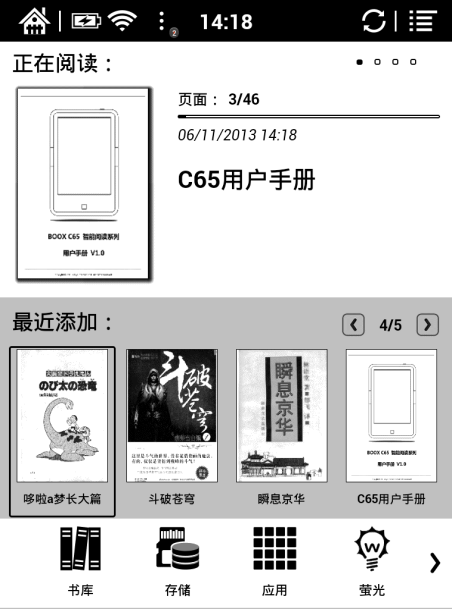 2
14:18
正在阅读：
页面： 3/46
06/11/2013 14:18
C65用户手册
BOOX C65 智能阅读系列
用户手册 V1.0
最近添加：
4/5
のび太の恐竜
斗破苍穹
瞬息京华
BOOX C65 智能阅读系列
用户手册 V1.0
哆啦a梦长大篇
斗破苍穹
瞬息京华
C65用户手册
W
书库
存储
应用
萤光